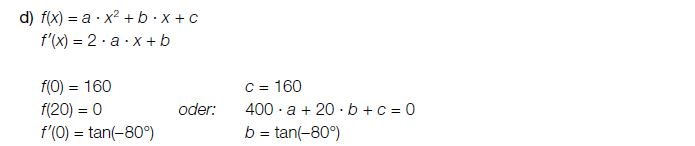 d) f(x) = a · x² + b · x + c
f′(x) = 2 · a · x + b
f(0) = 160 c = 160
f(20) = 0 oder: 400 · a + 20 · b + c = 0
f′(0) = tan(–80°) b = tan(–80°)